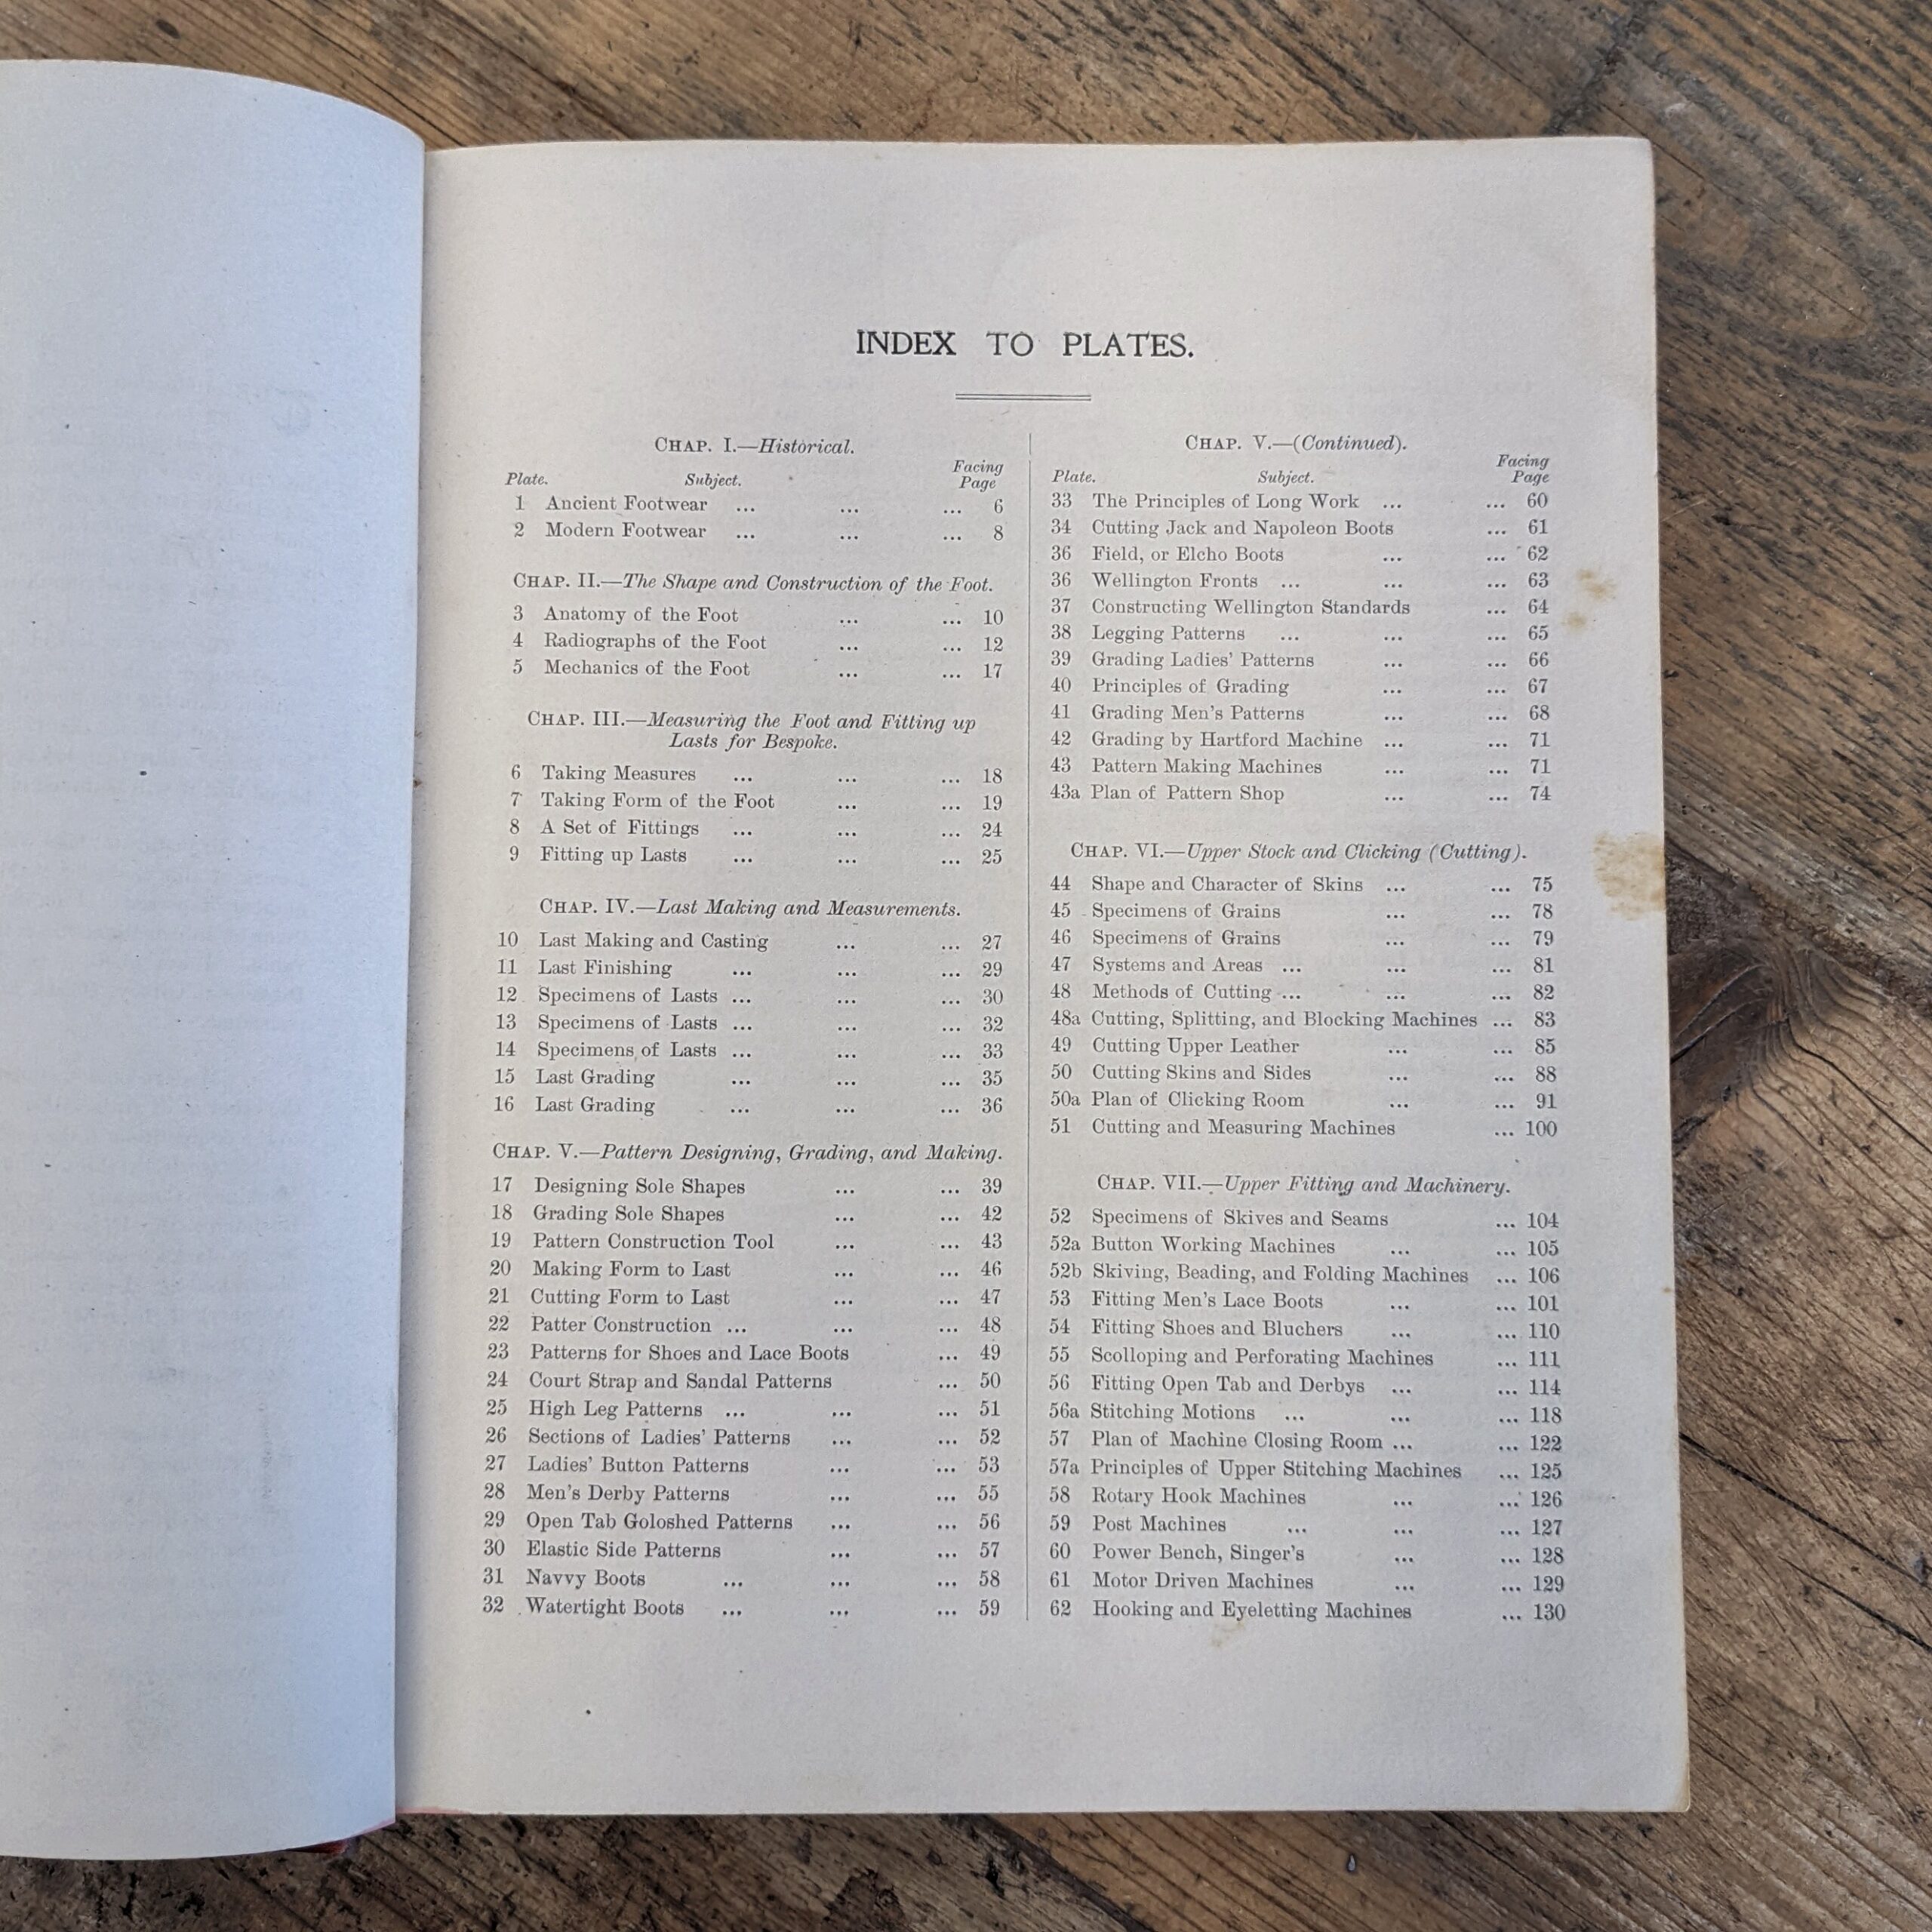 INDEX TO PLATES.
CHAP. I.—Historical.
Plate. Subject. Facing Page
1 Ancient Footwear ... ... ... 6
2 Modern Footwear ... ... ... 8
CHAP. II.—The Shape and Construction of the Foot.
3 Anatomy of the Foot ... ... 10
4 Radiographs of the Foot ... ... 12
5 Mechanics of the Foot ... ... 17
CHAP. III.—Measuring the Foot and Fitting up
Lasts for Bespoke.
6 Taking Measures ... ... ... 18
7 Taking Form of the Foot ... ... 19
8 A Set of Fittings ... ... ... 24
9 Fitting up Lasts ... ... ... 25
CHAP. IV.—Last Making and Measurements.
10 Last Making and Casting ... ... 27
11 Last Finishing ... ... ... 29
12 Specimens of Lasts ... ... ... 30
13 Specimens of Lasts ... ... ... 32
14 Specimens of Lasts ... ... ... 33
15 Last Grading ... ... ... 35
16 Last Grading ... ... ... 36
CHAP. V.—Pattern Designing, Grading, and Making.
17 Designing Sole Shapes ... ... 39
18 Grading Sole Shapes ... ... 42
19 Pattern Construction Tool ... ... 43
20 Making Form to Last ... ... 46
21 Cutting Form to Last ... ... 47
22 Patter Construction ... ... ... 48
23 Patterns for Shoes and Lace Boots ... 49
24 Court Strap and Sandal Patterns ... 50
25 High Leg Patterns ... ... ... 51
26 Sections of Ladies' Patterns ... ... 52
27 Ladies' Button Patterns ... ... 53
28 Men's Derby Patterns ... ... 55
29 Open Tab Goloshed Patterns ... ... 56
30 Elastic Side Patterns ... ... 57
31 Navvy Boots ... ... ... 58
32 Watertight Boots ... ... ... 59
CHAP. V.—(Continued).
Plate. Subject. Facing Page
33 The Principles of Long Work ... ... 60
34 Cutting Jack and Napoleon Boots ... 61
36 Field, or Elcho Boots ... ... 62
36 Wellington Fronts ... ... ... 63
37 Constructing Wellington Standards ... 64
38 Legging Patterns ... ... ... 65
39 Grading Ladies' Patterns ... ... 66
40 Principles of Grading ... ... 67
41 Grading Men's Patterns ... ... 68
42 Grading by Hartford Machine ... ... 71
43 Pattern Making Machines ... ... 71
43a Plan of Pattern Shop ... ... 74
CHAP. VI.—Upper Stock and Clicking (Cutting).
44 Shape and Character of Skins ... ... 75
45 Specimens of Grains ... ... 78
46 Specimens of Grains ... ... 79
47 Systems and Areas ... ... ... 81
48 Methods of Cutting ... ... ... 82
48a Cutting, Splitting, and Blocking Machines ... 83
49 Cutting Upper Leather ... ... 85
50 Cutting Skins and Sides ... ... 88
50a Plan of Clicking Room ... ... 91
51 Cutting and Measuring Machines ... 100
CHAP. VII.—Upper Fitting and Machinery.
52 Specimens of Skives and Seams ... 104
52a Button Working Machines ... ... 105
52b Skiving, Beading, and Folding Machines ... 106
53 Fitting Men's Lace Boots ... ... 101
54 Fitting Shoes and Bluchers ... ... 110
55 Scolloping and Perforating Machines ... 111
56 Fitting Open Tab and Derbys ... ... 114
56a Stitching Motions ... ... ... 118
57 Plan of Machine Closing Room ... ... 122
57a Principles of Upper Stitching Machines ... 125
58 Rotary Hook Machines ... ... 126
59 Post Machines ... ... ... 127
60 Power Bench, Singer's ... ... 128
61 Motor Driven Machines ... ... 129
62 Hooking and Eyeletting Machines ... 130